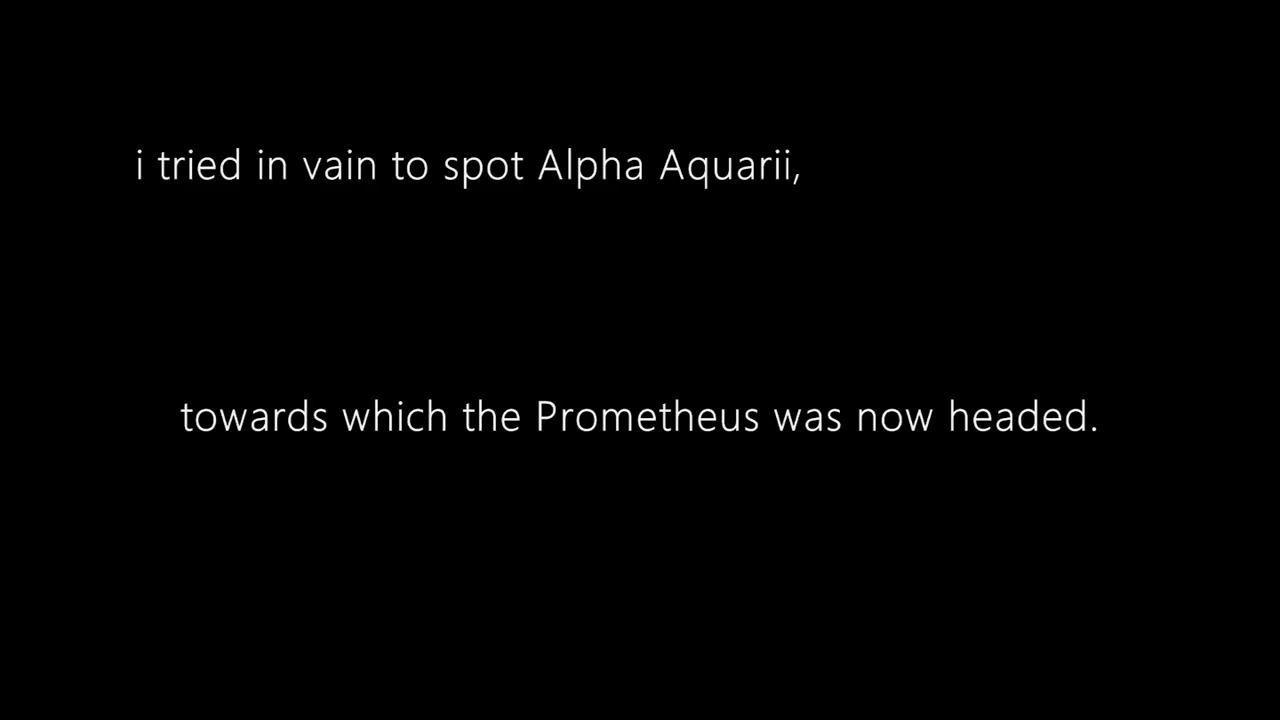 i tried in vain to spot Alpha Aquarii,
towards which the Prometheus was now headed.